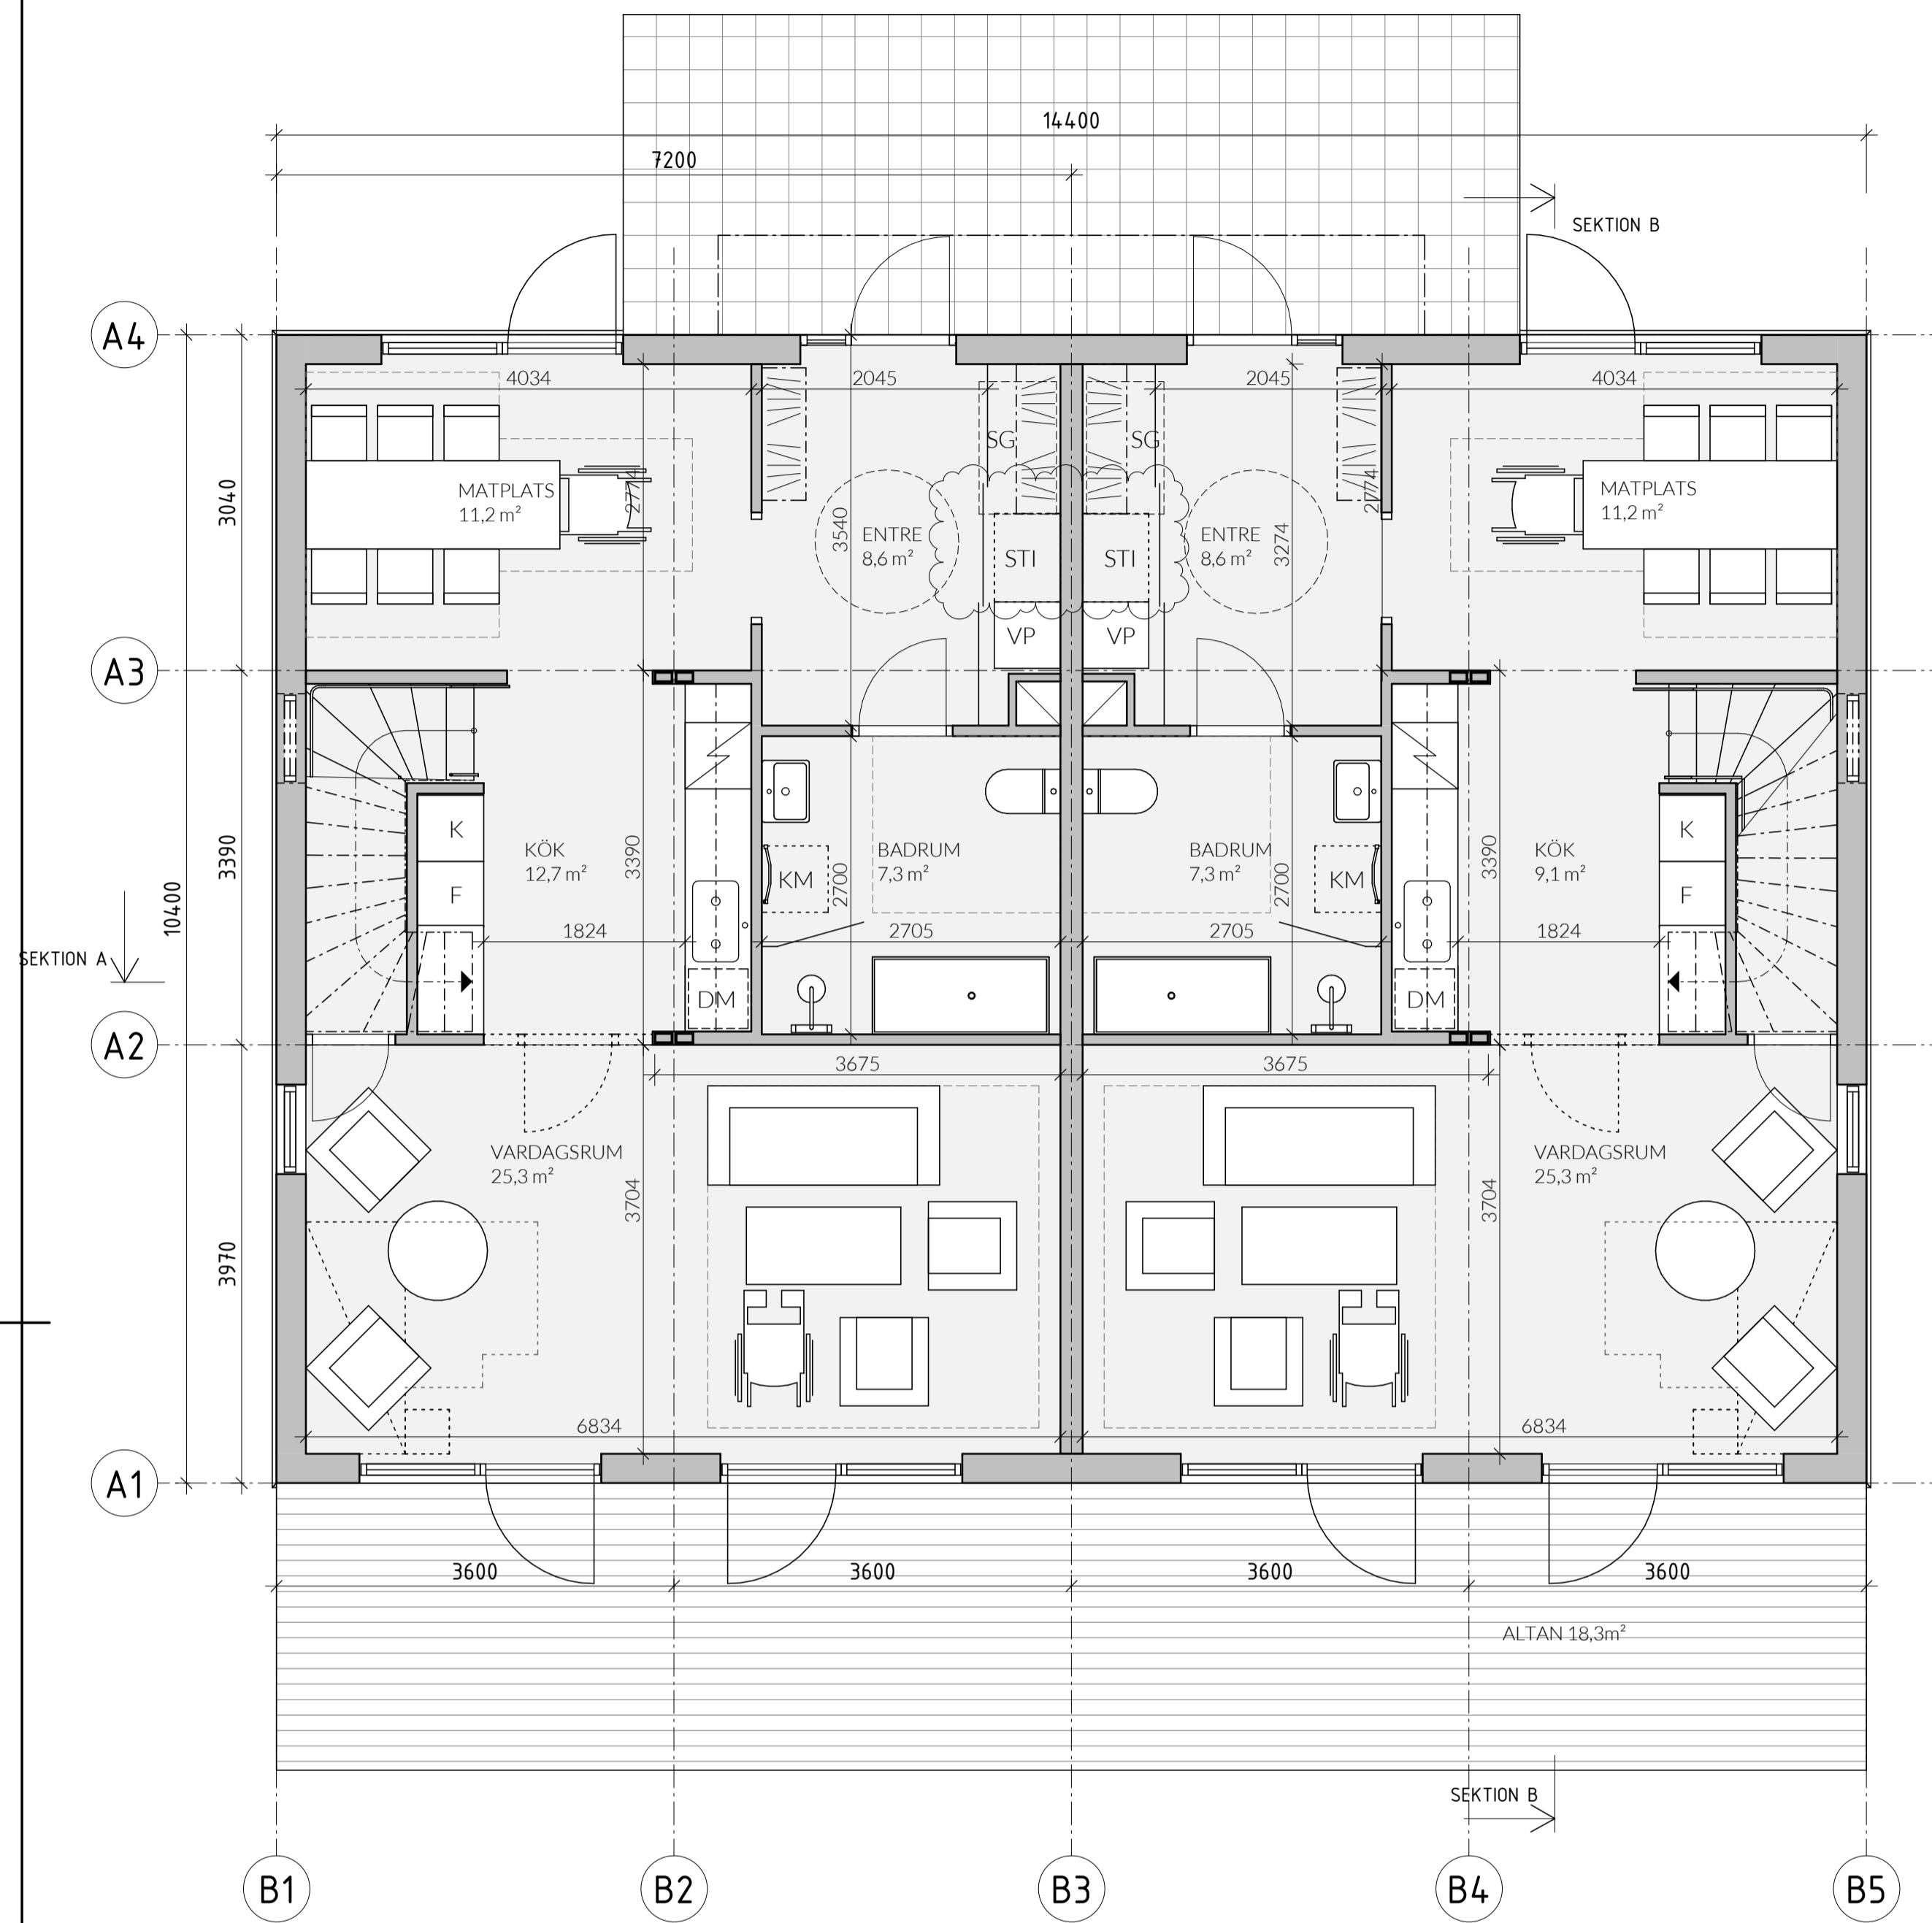 14400
7200
SEKTION B
A4
4034
2045
2045
4034
SG
SG
MATPLATS
11,2 m²
2774
3540
ENTRE
8,6 m²
STI
STI
ENTRE
8,6 m²
3274
2774
MATPLATS
11,2 m²
3040
VP
VP
A3
K
F
KÖK
12,7 m²
3390
KM
BADRUM
7,3 m²
2700
BADRUM
7,3 m²
2700
KM
3390
KÖK
9,1 m²
K
F
3390
10400
1824
2705
2705
1824
SEKTION A
DM
DM
A2
3675
3675
VARDAGSRUM
25,3 m²
3704
3704
VARDAGSRUM
25,3 m²
3970
6834
6834
A1
3600
3600
3600
3600
ALTAN 18,3m²
SEKTION B
B1
B2
B3
B4
B5